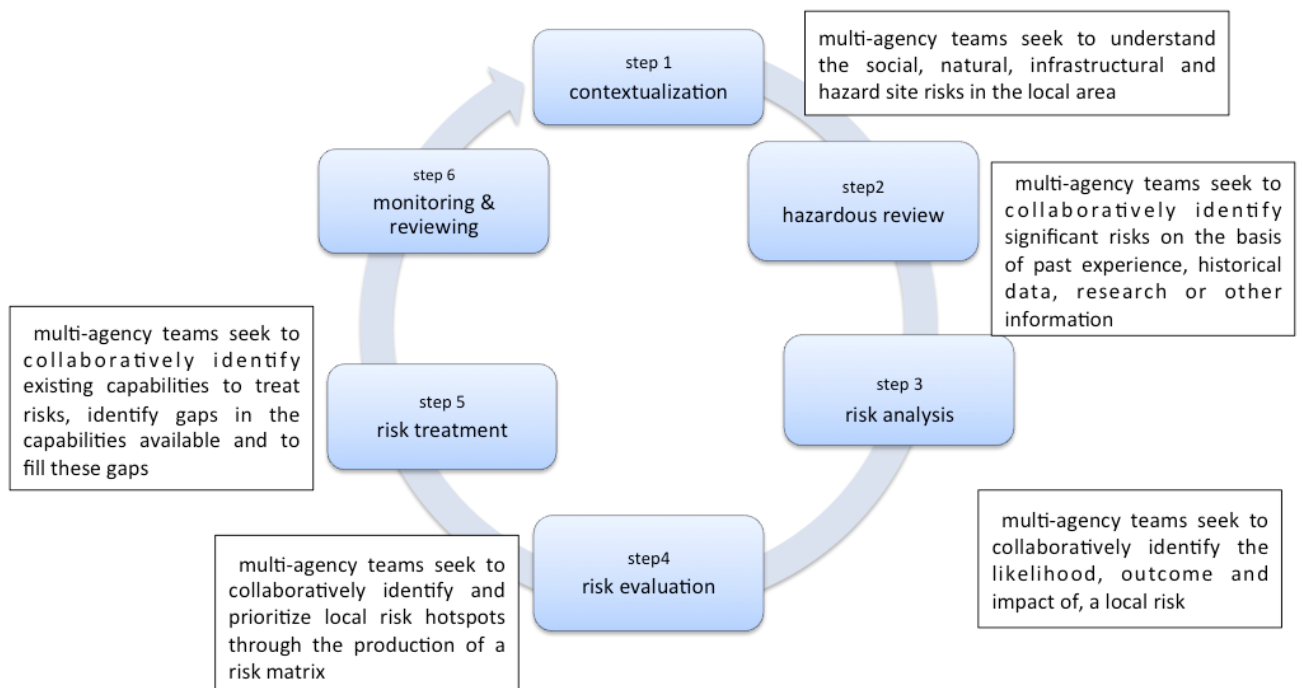 step 1
contextualization
multi-agency teams seek to understand
the social, natural, infrastructural and
hazard site risks in the local area
step2
hazardous review
multi-agency teams seek to
collaboratively identify
significant risks on the basis
of past experience, historical
data, research or other
information
step 3
risk analysis
multi-agency teams seek to
collaboratively identify the
likelihood, outcome and
impact of, a local risk
step4
risk evaluation
multi-agency teams seek to
collaboratively identify and
prioritize local risk hotspots
through the production of a
risk matrix
step 5
risk treatment
multi-agency teams seek to
collaboratively identify
existing capabilities to treat
risks, identify gaps in the
capabilities available and to
fill these gaps
step 6
monitoring &
reviewing